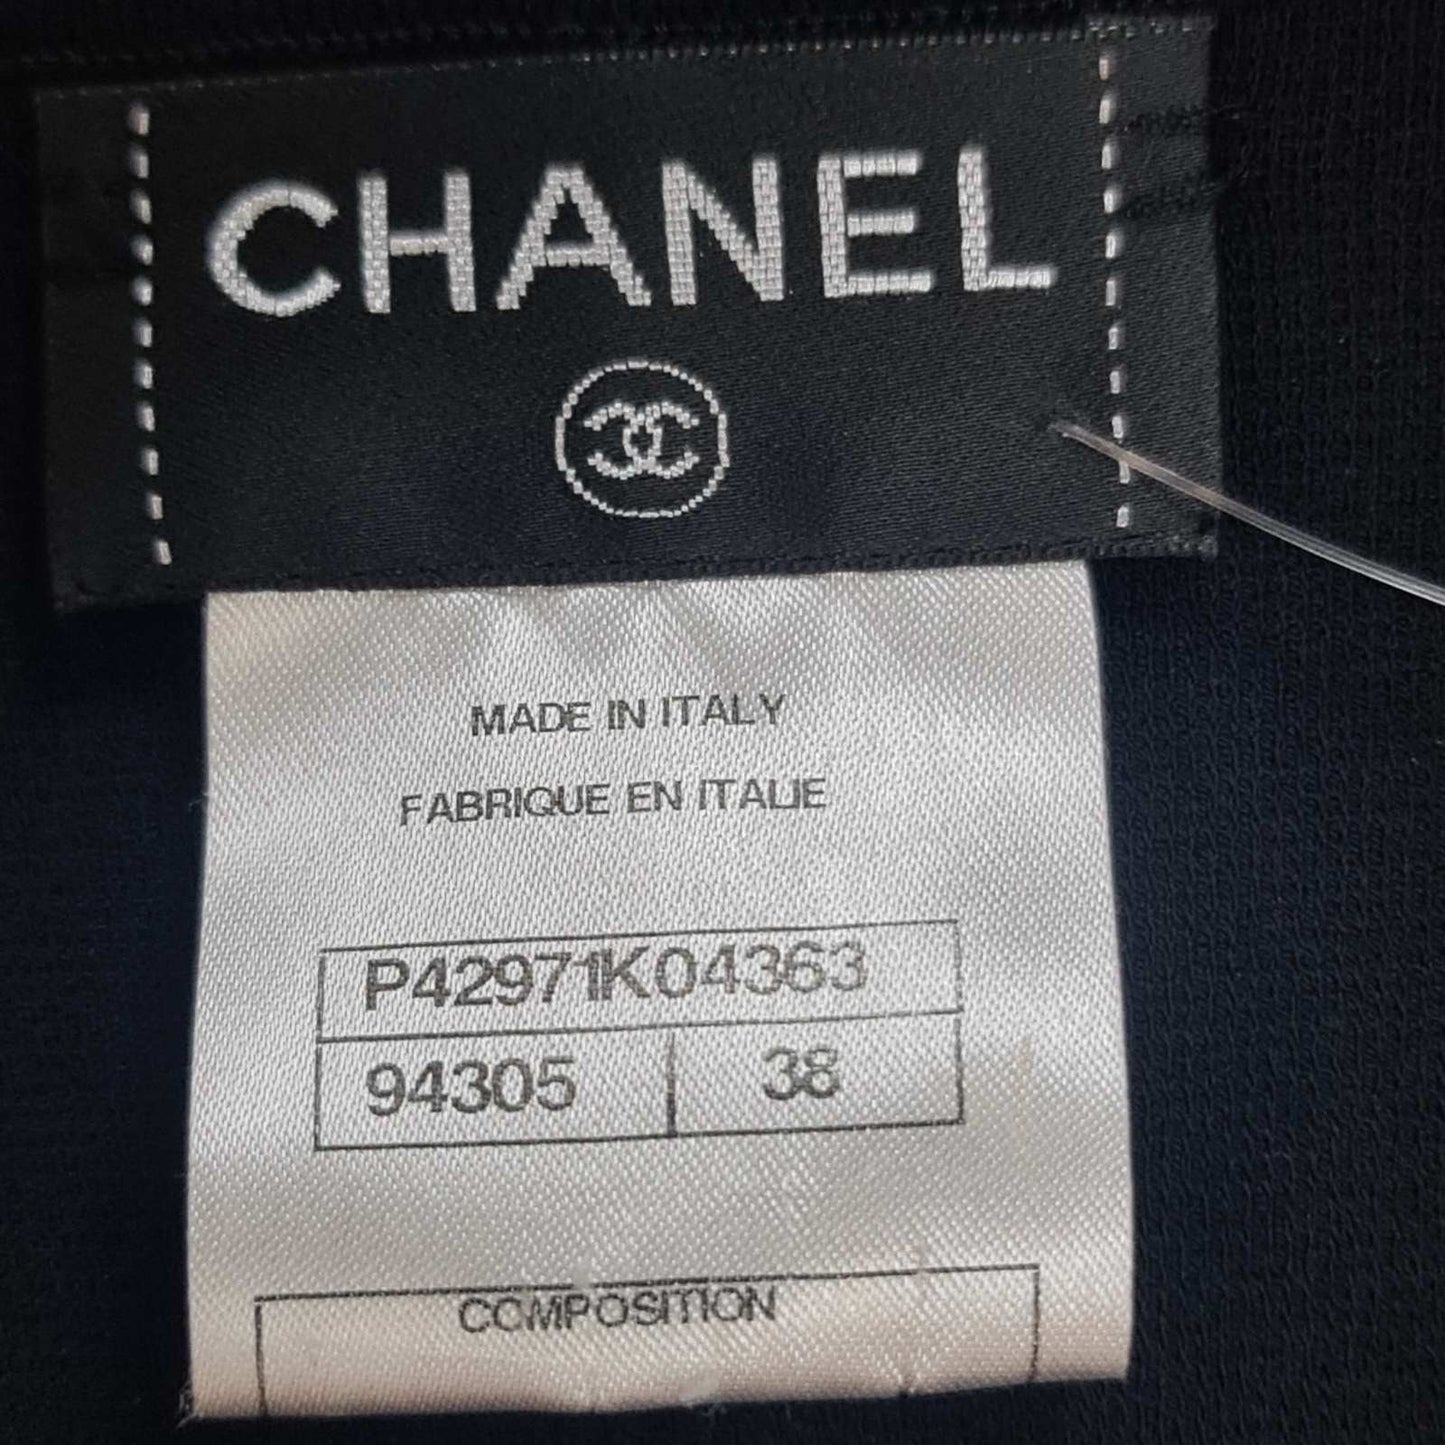 CHANEL
MADE IN ITALY
FABRIQUE EN ITALIE
P42971K04363
94305 38
COMPOSITION